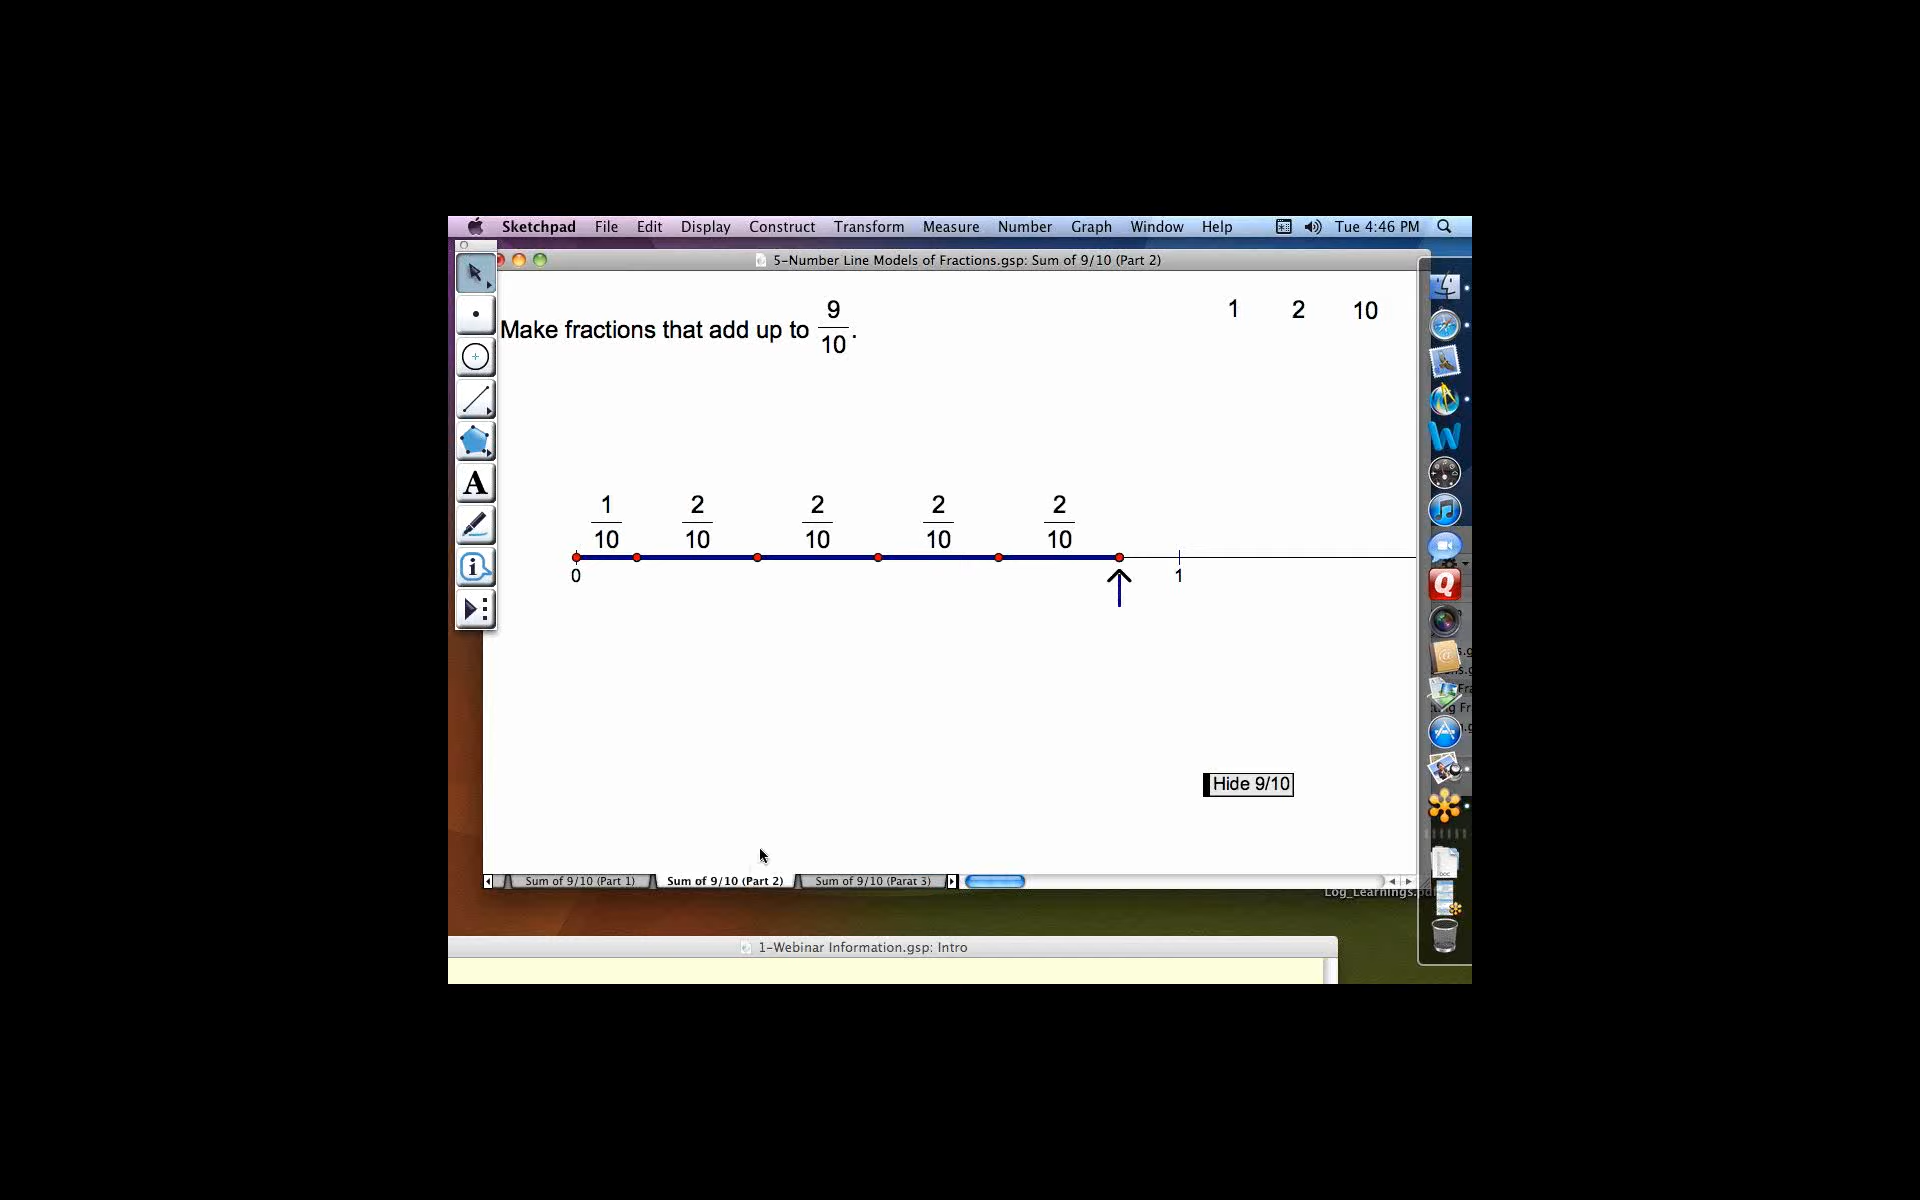 Sketchpad File Edit Display Construct Transform Measure Number Graph Window Help Tue 4:46 PM
5-Number Line Models of Fractions.gsp: Sum of 9/10 (Part 2)
1 2 10
Make fractions that add up to 9/10.
1/10 2/10 2/10 2/10 2/10
0 1
Hide 9/10
Sum of 9/10 (Part 1) Sum of 9/10 (Part 2) Sum of 9/10 (Parat 3)
1-Webinar Information.gsp: Intro